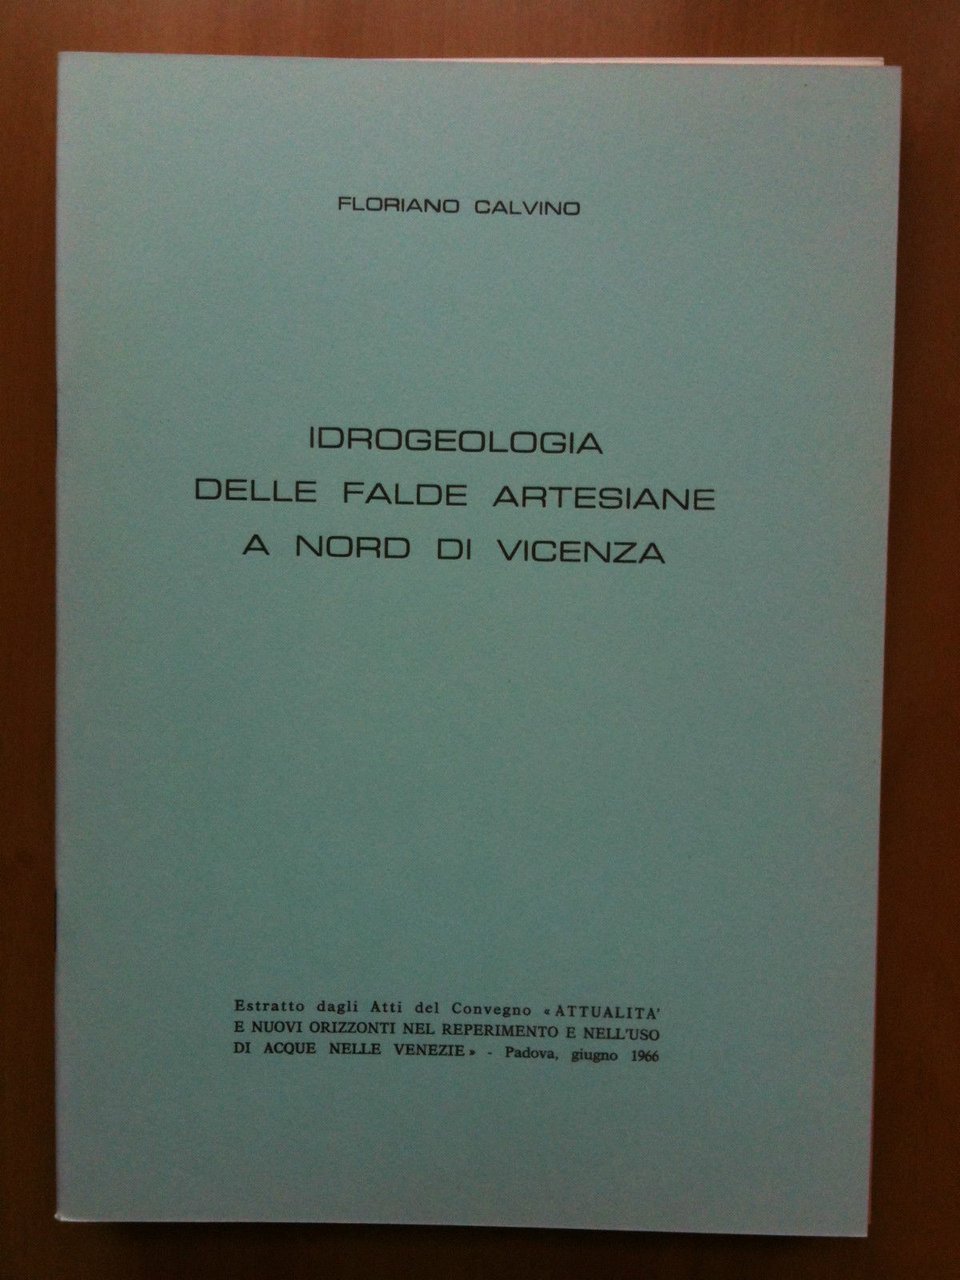 FLORIANO CALVINO
IDROGEOLOGIA
DELLE FALDE ARTESIANE
A NORD DI VICENZA
Estratto dagli Atti del Convegno «ATTUALITA'
E NUOVI ORIZZONTI NEL REPERIMENTO E NELL'USO
DI ACQUE NELLE VENEZIE» - Padova, giugno 1966